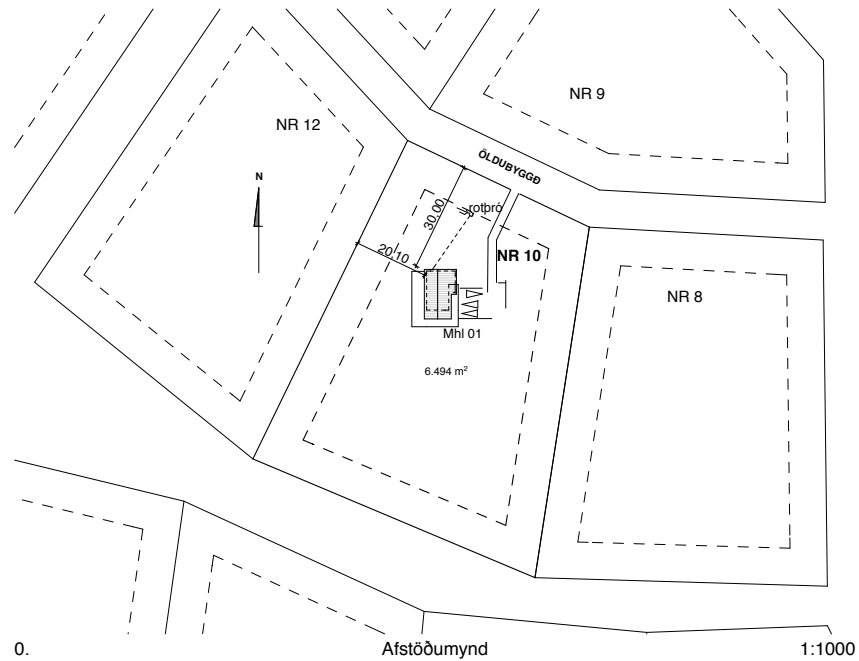 NR 9
NR 12
ÖLDUBYGGÐ
N
rotþró
30.00
20.10
NR 10
NR 8
Mhl 01
6.494 m²
0.
Afstöðumynd
1:1000